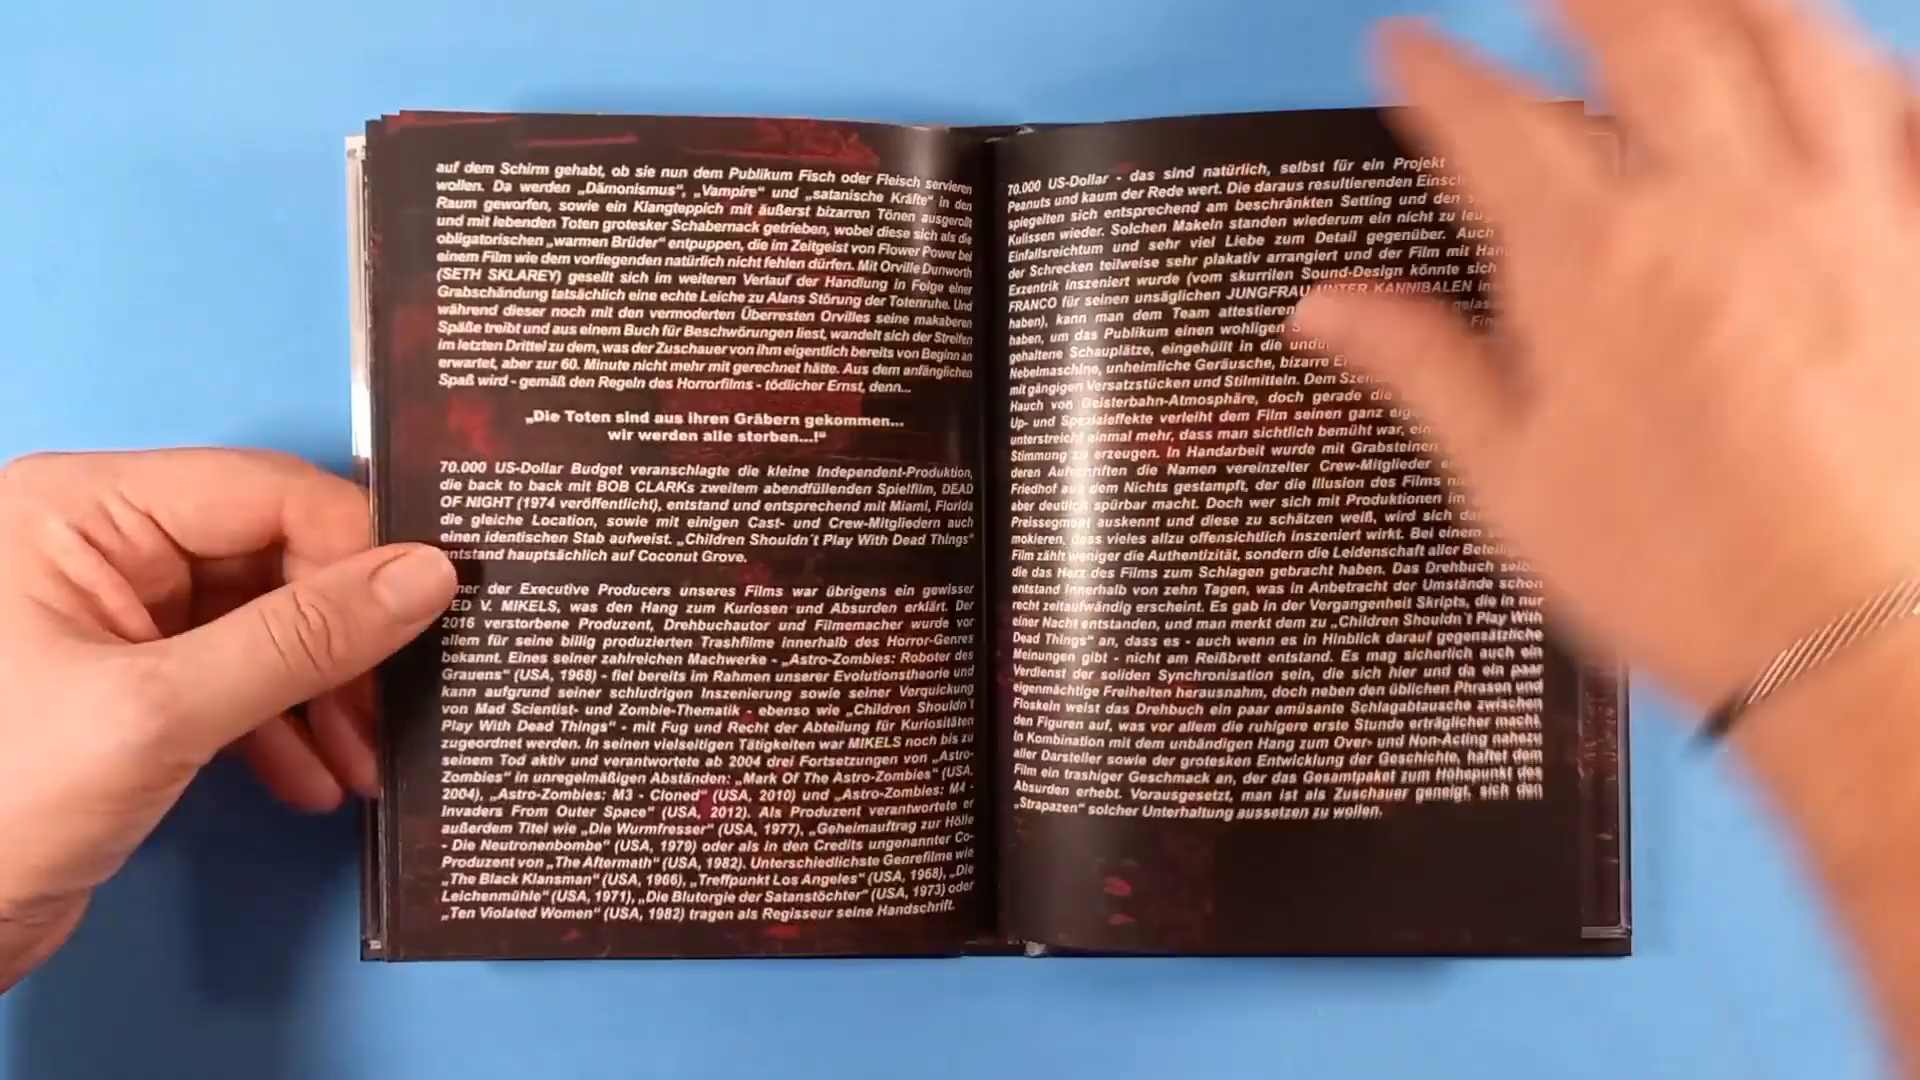 auf dem Schirm gehabt, ob sie nun dem Publikum Fisch oder Fleisch servieren
wollen. Da werden „Dämonismus“, „Vampire“ und „satanische Kräfte“ in den
Raum geworfen, sowie ein Klangteppich mit äußerst bizarren Tönen ausgerollt
und mit lebenden Toten grotesker Schabernack getrieben, wobei diese sich als die
obligatorischen „warmen Brüder“ entpuppen, die im Zeitgeist von Flower Power bei
einem Film wie dem vorliegenden natürlich nicht fehlen dürfen. Mit Orville Dunworth
(SETH SKLAREY) gesellt sich im weiteren Verlauf der Handlung in Folge einer
Grabschändung tatsächlich eine echte Leiche zu Alans Störung der Totenruhe. Und
während dieser noch mit den vermoderten Überresten Orvilles seine makaberen
Späße treibt und aus einem Buch für Beschwörungen liest, wandelt sich der Streifen
im letzten Drittel zu dem, was der Zuschauer von ihm eigentlich bereits von Beginn an
erwartet, aber zur 60. Minute nicht mehr mit gerechnet hätte. Aus dem anfänglichen
Spaß wird - gemäß den Regeln des Horrorfilms - tödlicher Ernst, denn...
„Die Toten sind aus ihren Gräbern gekommen...
wir werden alle sterben...!“
70.000 US-Dollar Budget veranschlagte die kleine Independent-Produktion,
die back to back mit BOB CLARKs zweitem abendfüllenden Spielfilm, DEAD
OF NIGHT (1974 veröffentlicht), entstand und entsprechend mit Miami, Florida
die gleiche Location, sowie mit einigen Cast- und Crew-Mitgliedern auch
einen identischen Stab aufweist. „Children Shouldn´t Play With Dead Things“
entstand hauptsächlich auf Coconut Grove.
der Executive Producers unseres Films war übrigens ein gewisser
V. MIKELS, was den Hang zum Kuriosen und Absurden erklärt. Der
2016 verstorbene Produzent, Drehbuchautor und Filmemacher wurde vor
allem für seine billig produzierten Trashfilme innerhalb des Horror-Genres
bekannt. Eines seiner zahlreichen Machwerke - „Astro-Zombies: Roboter des
Grauens“ (USA, 1968) - fiel bereits im Rahmen unserer Evolutionstheorie und
kann aufgrund seiner schludrigen Inszenierung sowie seiner Verquickung
von Mad Scientist- und Zombie-Thematik - ebenso wie „Children Shouldn´t
Play With Dead Things“ - mit Fug und Recht der Abteilung für Kuriositäten
zugeordnet werden. In seinen vielseitigen Tätigkeiten war MIKELS noch bis zu
seinem Tod aktiv und verantwortete ab 2004 drei Fortsetzungen von „Astro-
Zombies“ in unregelmäßigen Abständen: „Mark Of The Astro-Zombies“ (USA,
2004), „Astro-Zombies: M3 - Cloned“ (USA, 2010) und „Astro-Zombies: M4 -
Invaders From Outer Space“ (USA, 2012). Als Produzent verantwortete er
außerdem Titel wie „Die Wurmfresser“ (USA, 1977), „Geheimauftrag zur Hölle
- Die Neutronenbombe“ (USA, 1979) oder als in den Credits ungenannter Co-
Produzent von „The Aftermath“ (USA, 1982). Unterschiedlichste Genrefilme wie
„The Black Klansman“ (USA, 1966), „Treffpunkt Los Angeles“ (USA, 1968), „Die
Leichenmühle“ (USA, 1971), „Die Blutorgie der Satanstöchter“ (USA, 1973) oder
„Ten Violated Women“ (USA, 1982) tragen als Regisseur seine Handschrift.
70.000 US-Dollar - das sind natürlich, selbst für ein Projekt
Peanuts und kaum der Rede wert. Die daraus resultierenden
spiegelten sich entsprechend am beschränkten Setting und den
Kulissen wieder. Solchen Makeln standen wiederum ein nicht zu
Einfallsreichtum und sehr viel Liebe zum Detail gegenüber. Auch
der Schrecken teilweise sehr plakativ arrangiert und der Film mit
Exzentrik inszeniert wurde (vom skurrilen Sound-Design könnte sich
FRANCO für seinen unsäglichen JUNGFRAU UNTER KANNIBALEN
haben), kann man dem Team attestieren
haben, um das Publikum einen wohligen
gehaltene Schauplätze, eingehüllt in die
Nebelmaschine, unheimliche Geräusche, bizarre
mit gängigen Versatzstücken und Stilmitteln. Dem
Hauch von Geisterbahn-Atmosphäre, doch gerade die
Up- und Spezialeffekte verleiht dem Film seinen ganz
unterstreicht einmal mehr, dass man sichtlich bemüht war,
Stimmung zu erzeugen. In Handarbeit wurde mit Grabsteinen
deren Aufschriften die Namen vereinzelter Crew-Mitglieder
Friedhof aus dem Nichts gestampft, der die Illusion des Films
aber deutlich spürbar macht. Doch wer sich mit Produktionen im
Preissegment auskennt und diese zu schätzen weiß, wird sich
mokieren, dass vieles allzu offensichtlich inszeniert wirkt. Bei einem
Film zählt weniger die Authentizität, sondern die Leidenschaft aller
die das Herz des Films zum Schlagen gebracht haben. Das Drehbuch
entstand innerhalb von zehn Tagen, was in Anbetracht der Umstände schon
recht zeitaufwändig erscheint. Es gab in der Vergangenheit Skripts, die in nur
einer Nacht entstanden, und man merkt dem zu „Children Shouldn´t Play With
Dead Things“ an, dass es - auch wenn es in Hinblick darauf gegensätzliche
Meinungen gibt - nicht am Reißbrett entstand. Es mag sicherlich auch ein
Verdienst der soliden Synchronisation sein, die sich hier und da ein paar
eigenmächtige Freiheiten herausnahm, doch neben den üblichen Phrasen und
Floskeln weist das Drehbuch ein paar amüsante Schlagabtausche zwischen
den Figuren auf, was vor allem die ruhigere erste Stunde erträglicher macht.
In Kombination mit dem unbändigen Hang zum Over- und Non-Acting nahezu
aller Darsteller sowie der grotesken Entwicklung der Geschichte, haftet dem
Film ein trashiger Geschmack an, der das Gesamtpaket zum Höhepunkt des
Absurden erhebt. Vorausgesetzt, man ist als Zuschauer geneigt, sich den
„Strapazen“ solcher Unterhaltung aussetzen zu wollen.